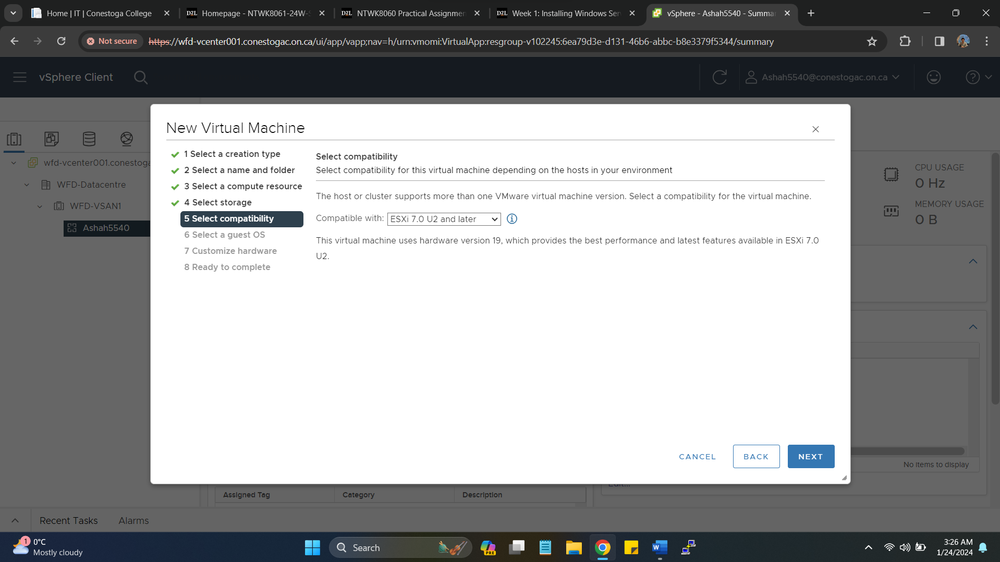 Home | IT | Conestoga College
Homepage - NTWK8061-24W-S
NTWK8060 Practical Assignmen
Week 1: Installing Windows Serv
vSphere - Ashah5540 - Summar
Not secure
https://wfd-vcenter001.conestogac.on.ca/ui/app/vapp;nav=h/urn:vmomi:VirtualApp:resgroup-v102245:6ea79d3e-d131-46b6-abbc-b8e3379f5344/summary
vSphere Client
Ashah5540@conestogac.on.ca
wfd-vcenter001.conestoga
WFD-Datacentre
WFD-VSAN1
Ashah5540
New Virtual Machine
1 Select a creation type
2 Select a name and folder
3 Select a compute resource
4 Select storage
5 Select compatibility
6 Select a guest OS
7 Customize hardware
8 Ready to complete
Select compatibility
Select compatibility for this virtual machine depending on the hosts in your environment
The host or cluster supports more than one VMware virtual machine version. Select a compatibility for the virtual machine.
Compatible with: ESXi 7.0 U2 and later
This virtual machine uses hardware version 19, which provides the best performance and latest features available in ESXi 7.0
U2.
CANCEL
BACK
NEXT
CPU USAGE
0 Hz
MEMORY USAGE
0 B
No items to display
Edit...
Assigned Tag
Category
Description
Recent Tasks
Alarms
1
0°C
Mostly cloudy
Search
PRE
3:26 AM
1/24/2024